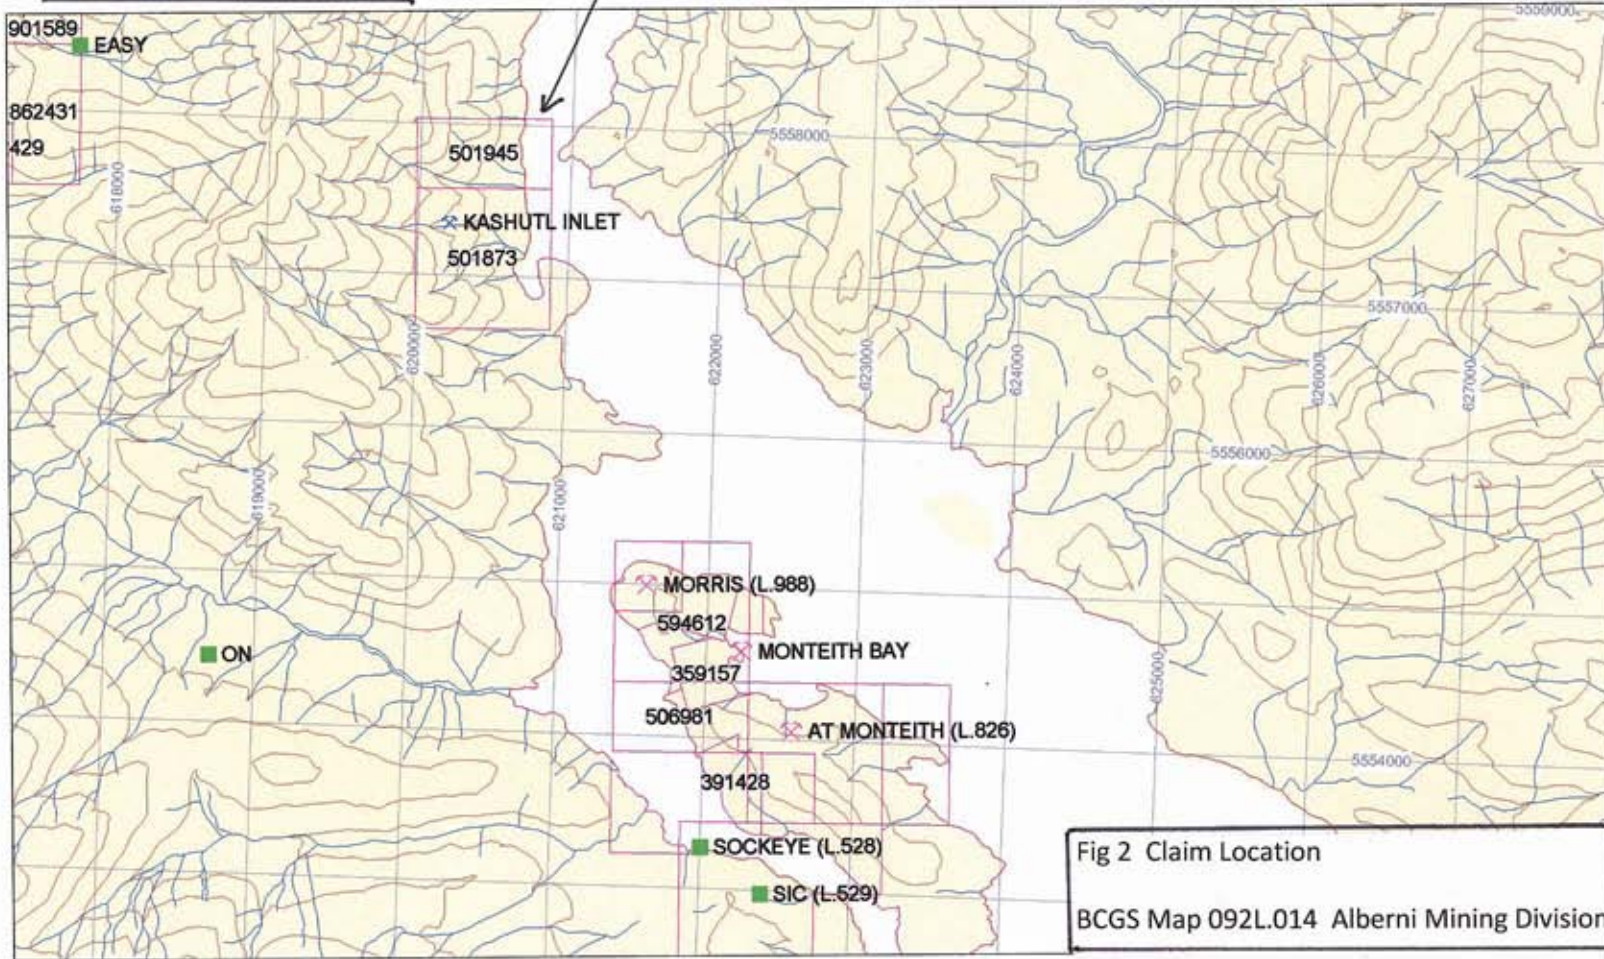 5559000
901589
EASY
862431
429
5558000
501945
618000
KASHUTL INLET
501873
5557000
620000
622000
623000
624000
626000
627000
5556000
619000
621000
MORRIS (L.988)
594612
ON
MONTEITH BAY
359157
625000
506981
AT MONTEITH (L.826)
5554000
391428
SOCKEYE (L.528)
SIC (L.529)
Fig 2 Claim Location
BCGS Map 092L.014 Alberni Mining Division